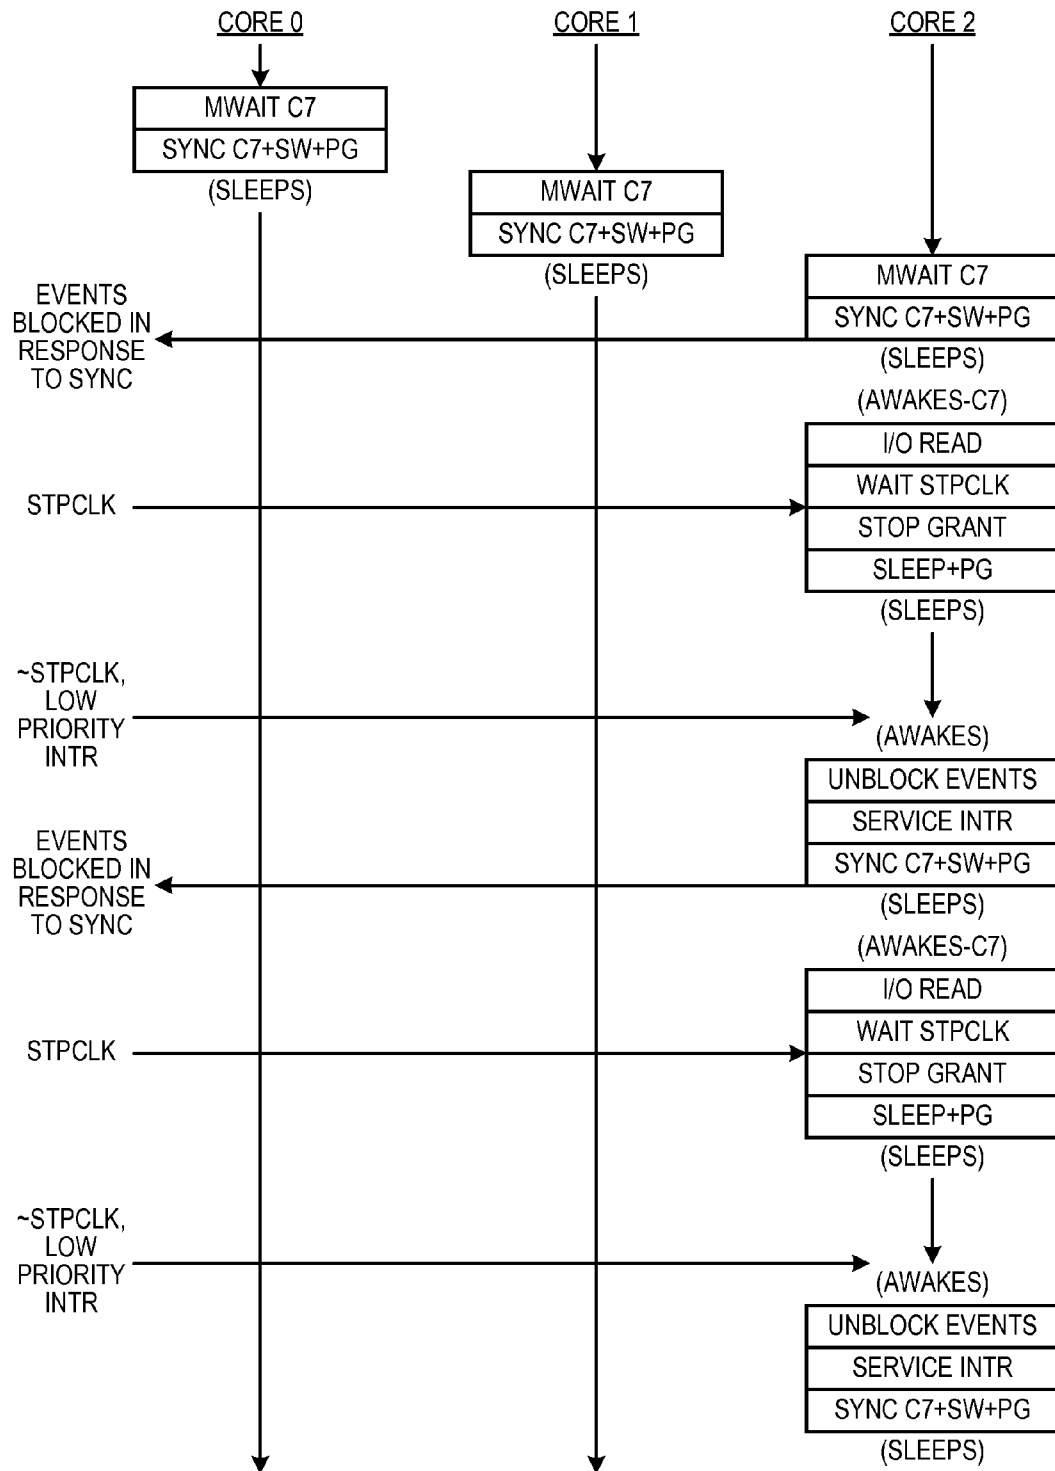 CORE 0
CORE 1
CORE 2
MWAIT C7
SYNC C7+SW+PG
(SLEEPS)
MWAIT C7
SYNC C7+SW+PG
(SLEEPS)
MWAIT C7
SYNC C7+SW+PG
(SLEEPS)
EVENTS
BLOCKED IN
RESPONSE
TO SYNC
(AWAKES-C7)
I/O READ
WAIT STPCLK
STPCLK
STOP GRANT
SLEEP+PG
(SLEEPS)
~STPCLK,
LOW
PRIORITY
INTR
(AWAKES)
UNBLOCK EVENTS
SERVICE INTR
SYNC C7+SW+PG
EVENTS
BLOCKED IN
RESPONSE
TO SYNC
(SLEEPS)
(AWAKES-C7)
I/O READ
WAIT STPCLK
STPCLK
STOP GRANT
SLEEP+PG
(SLEEPS)
~STPCLK,
LOW
PRIORITY
INTR
(AWAKES)
UNBLOCK EVENTS
SERVICE INTR
SYNC C7+SW+PG
(SLEEPS)